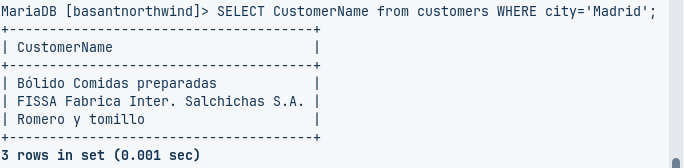 MariaDB [basantnorthwind]> SELECT CustomerName from customers WHERE city='Madrid';
+--------------------------------------+
| CustomerName                         |
+--------------------------------------+
| Bólido Comidas preparadas            |
| FISSA Fabrica Inter. Salchichas S.A. |
| Romero y tomillo                     |
+--------------------------------------+
3 rows in set (0.001 sec)